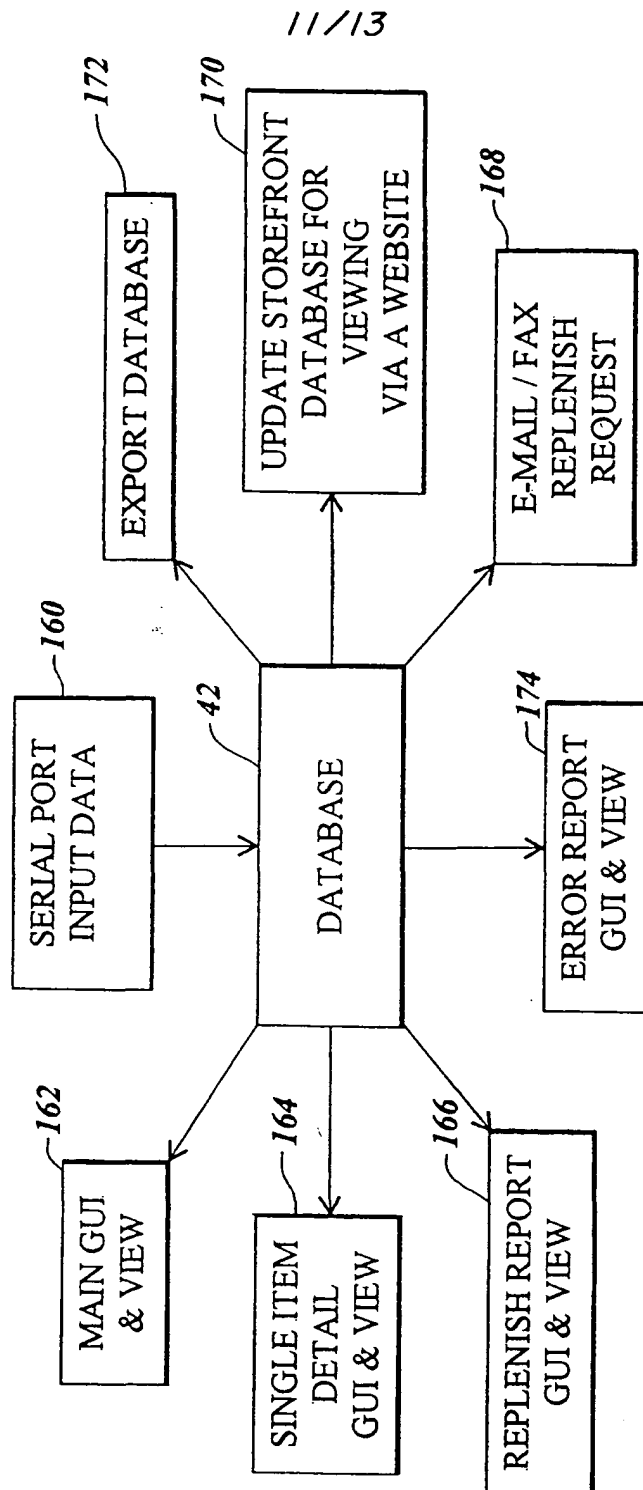 11/13
162
MAIN GUI
& VIEW
160
SERIAL PORT
INPUT DATA
172
EXPORT DATABASE
164
SINGLE ITEM
DETAIL
GUI & VIEW
42
DATABASE
170
UPDATE STOREFRONT
DATABASE FOR
VIEWING
VIA A WEBSITE
166
REPLENISH REPORT
GUI & VIEW
174
ERROR REPORT
GUI & VIEW
168
E-MAIL / FAX
REPLENISH
REQUEST